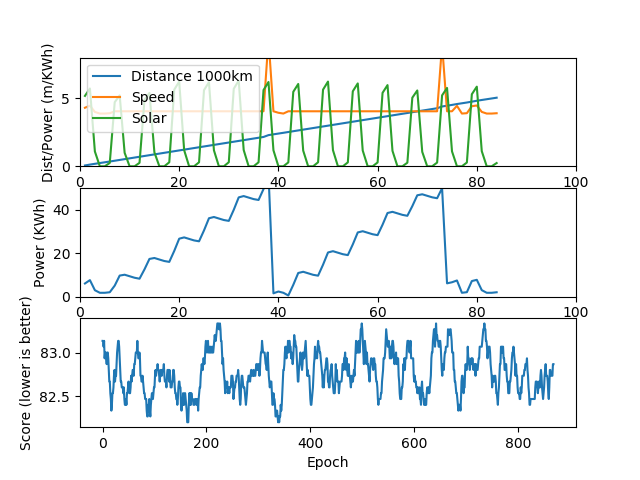 Dist/Power (m/KWh)
5
0
Distance 1000km
Speed
Solar
0 20 40 60 80 100
Power (KWh)
40
20
0
0 20 40 60 80 100
Score (lower is better)
83.0
82.5
0 200 400 600 800
Epoch